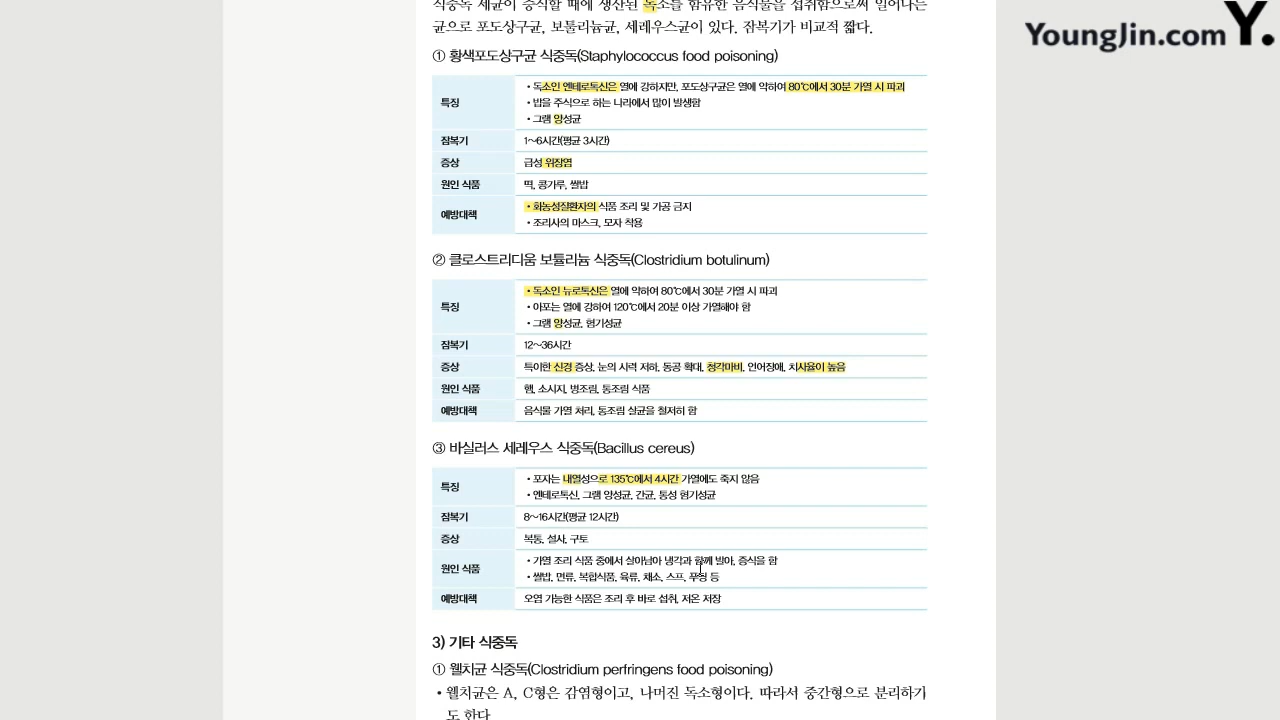 식중독 세균이 증식할 때에 생산된 독소를 함유한 음식물을 섭취함으로써 일어나는
균으로 포도상구균, 보툴리늄균, 세레우스균이 있다. 잠복기가 비교적 짧다.
YoungJin.com Y.
① 황색포도상구균 식중독(Staphylococcus food poisoning)
특징
• 독소인 엔테로톡신은 열에 강하지만, 포도상구균은 열에 약하여 80℃에서 30분 가열 시 파괴
• 밥을 주식으로 하는 나라에서 많이 발생함
• 그램 양성균
잠복기 1~6시간(평균 3시간)
증상 급성 위장염
원인 식품 떡, 콩가루, 쌀밥
예방대책
• 화농성질환자의 식품 조리 및 가공 금지
• 조리사의 마스크, 모자 착용
② 클로스트리디움 보튤리늄 식중독(Clostridium botulinum)
특징
• 독소인 뉴로톡신은 열에 약하여 80℃에서 30분 가열 시 파괴
• 아포는 열에 강하여 120℃에서 20분 이상 가열해야 함
• 그램 양성균, 혐기성균
잠복기 12~36시간
증상 특이한 신경 증상, 눈의 시력 저하, 동공 확대, 청각마비, 언어장애, 치사율이 높음
원인 식품 햄, 소시지, 병조림, 통조림 식품
예방대책 음식물 가열 처리, 통조림 살균을 철저히 함
③ 바실러스 세레우스 식중독(Bacillus cereus)
특징
• 포자는 내열성으로 135℃에서 4시간 가열에도 죽지 않음
• 엔테로톡신, 그램 양성균, 간균, 통성 혐기성균
잠복기 8~16시간(평균 12시간)
증상 복통, 설사, 구토
원인 식품
• 가열 조리 식품 중에서 살아남아 냉각과 함께 발아, 증식을 함
• 쌀밥, 면류, 복합식품, 육류, 채소, 스프, 푸딩 등
예방대책 오염 가능한 식품은 조리 후 바로 섭취, 저온 저장
3) 기타 식중독
① 웰치균 식중독(Clostridium perfringens food poisoning)
• 웰치균은 A, C형은 감염형이고, 나머진 독소형이다. 따라서 중간형으로 분리하기
도 한다